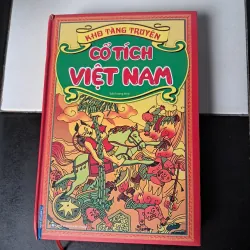 KHO TÀNG TRUYỆN
CỔ TÍCH
VIỆT NAM